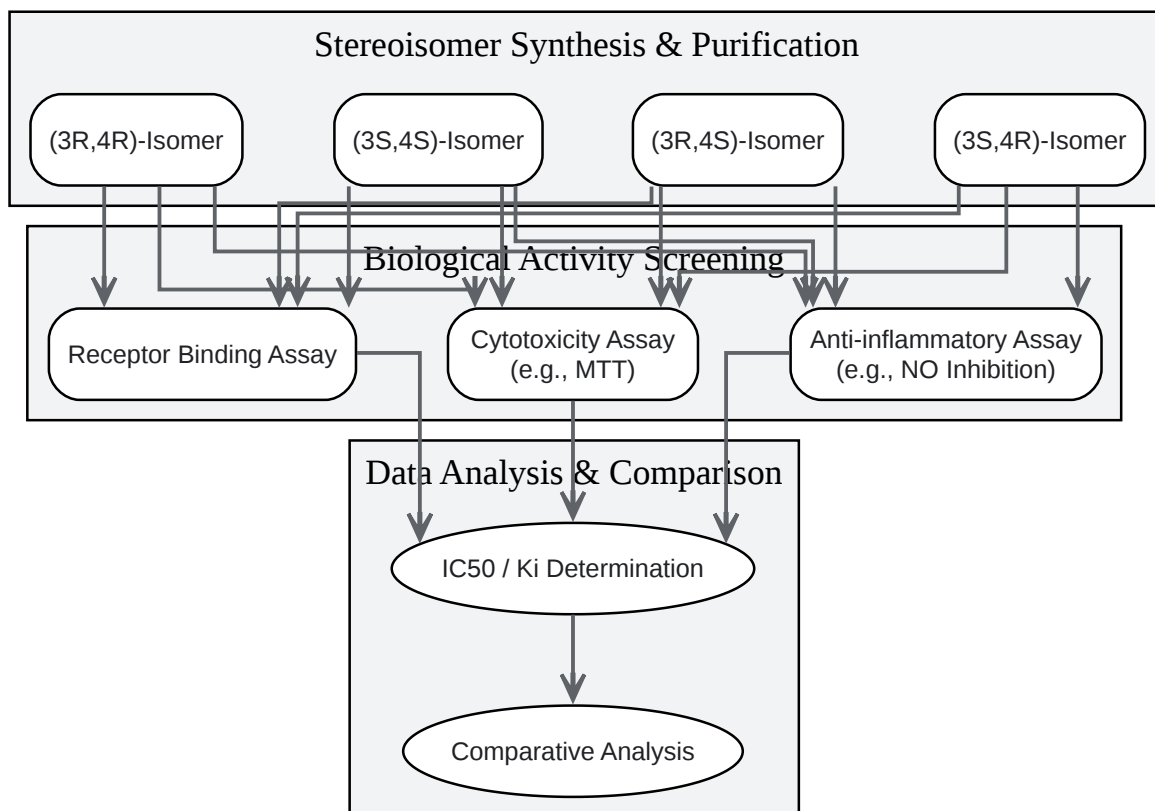 Stereoisomer Synthesis & Purification
(3R,4R)-Isomer
(3S,4S)-Isomer
(3R,4S)-Isomer
(3S,4R)-Isomer
Biological Activity Screening
Receptor Binding Assay
Cytotoxicity Assay
(e.g., MTT)
Anti-inflammatory Assay
(e.g., NO Inhibition)
Data Analysis & Comparison
IC50 / Ki Determination
Comparative Analysis